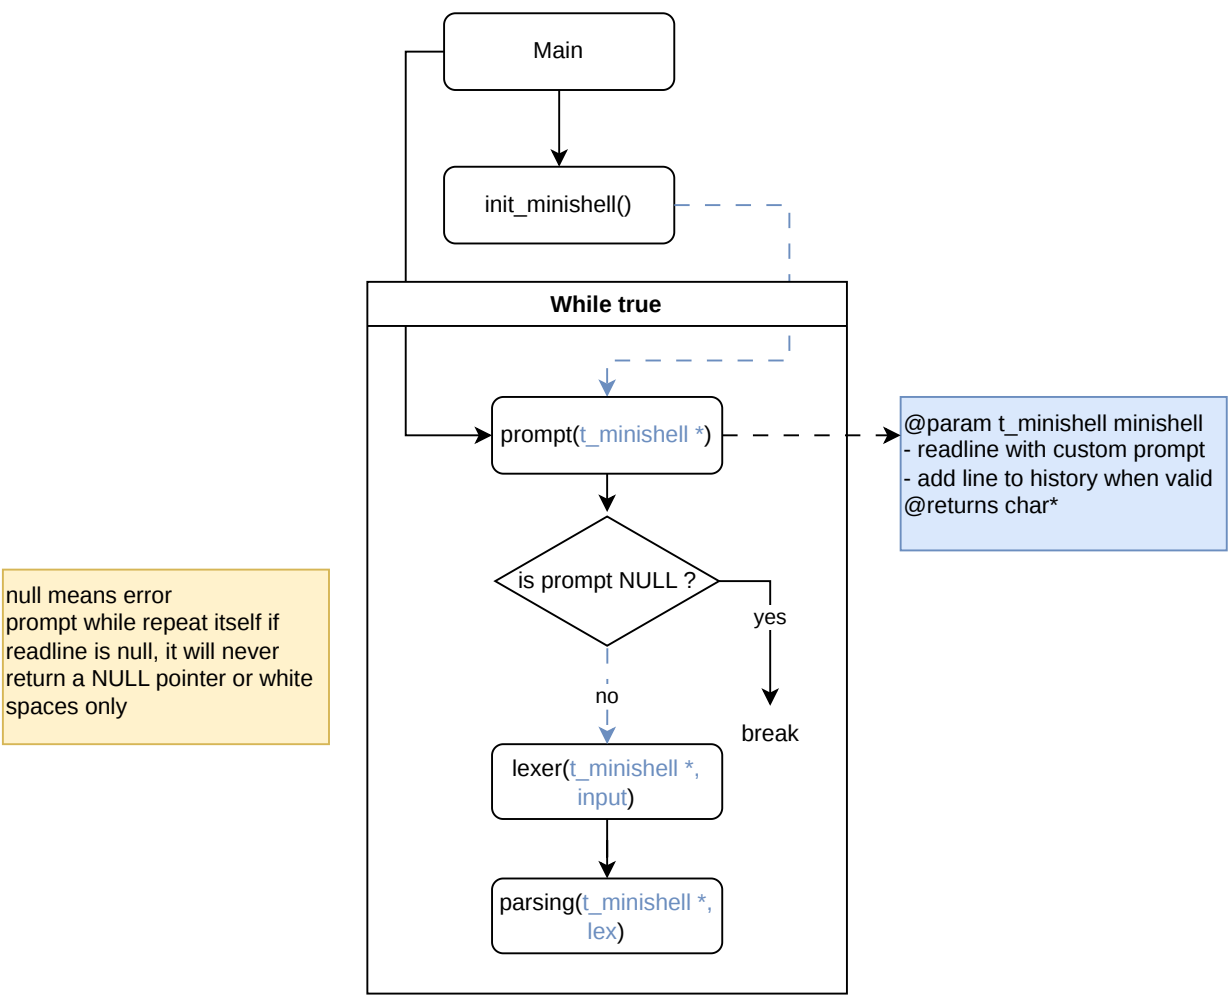 Main
init_minishell()
While true
prompt(t_minishell *)
@param t_minishell minishell
- readline with custom prompt
- add line to history when valid
@returns char*
is prompt NULL ?
yes
null means error
prompt while repeat itself if
readline is null, it will never
return a NULL pointer or white
spaces only
no
break
lexer(t_minishell *,
input)
parsing(t_minishell *,
lex)